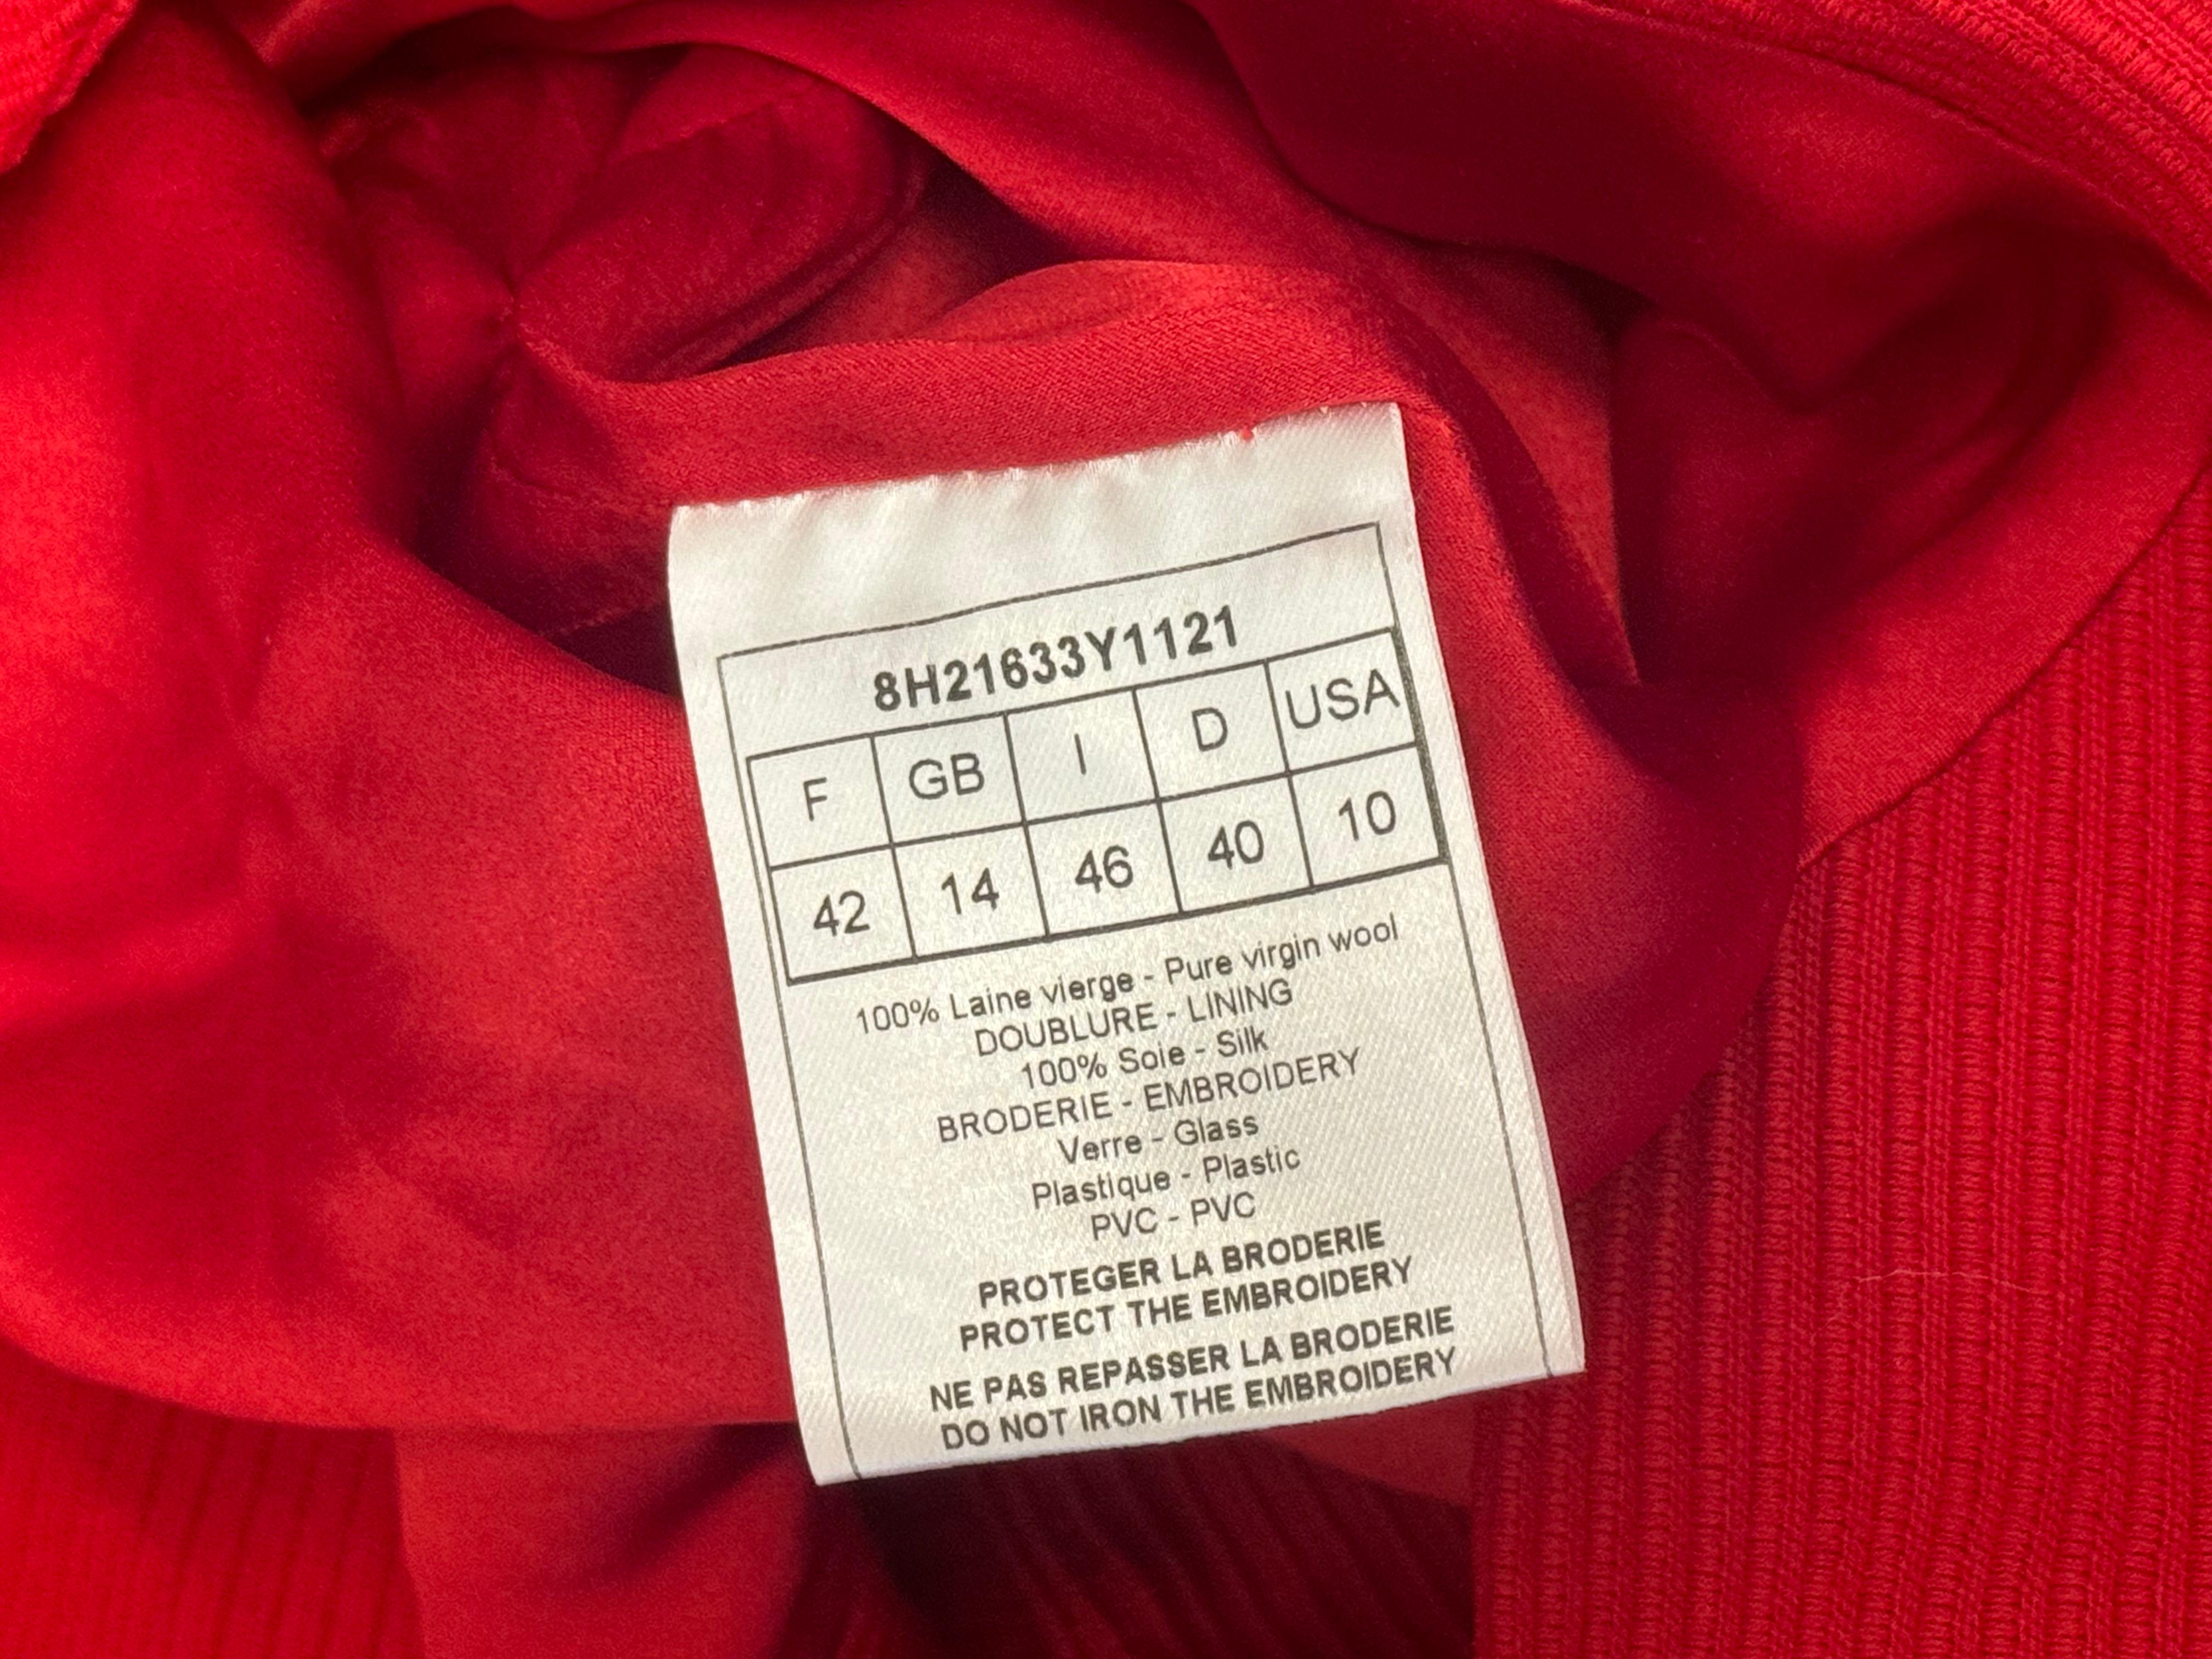 8H21633Y1121
F GB I D USA
42 14 46 40 10
100% Laine vierge - Pure virgin wool
DOUBLURE - LINING
100% Soie - Silk
BRODERIE - EMBROIDERY
Verre - Glass
Plastique - Plastic
PVC - PVC
PROTEGER LA BRODERIE
PROTECT THE EMBROIDERY
NE PAS REPASSER LA BRODERIE
DO NOT IRON THE EMBROIDERY